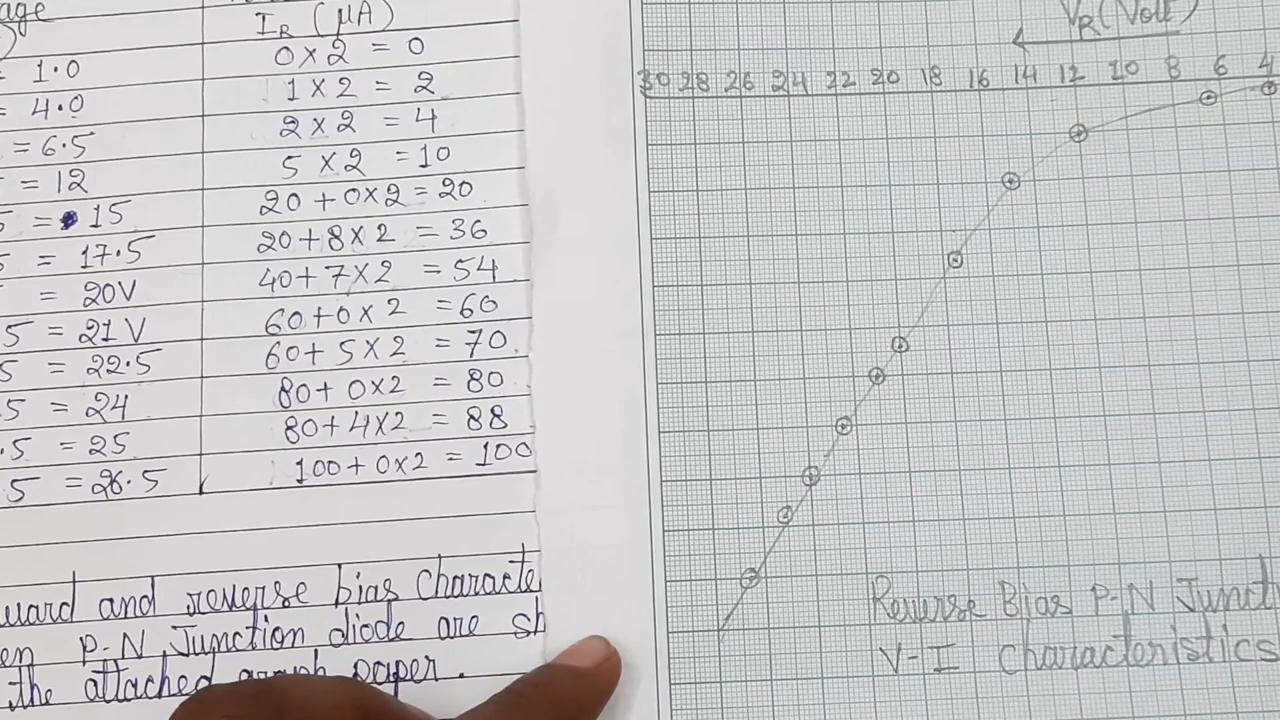 age
I_R (μA)
0 × 2 = 0
= 1.0 1 × 2 = 2
= 4.0 2 × 2 = 4
= 6.5 5 × 2 = 10
= 12 20 + 0×2 = 20
5 = 15 20 + 8 × 2 = 36
5 = 17.5 40 + 7 × 2 = 54
= 20V 60 + 0 × 2 = 60
5 = 21 V 60 + 5 × 2 = 70
5 = 22.5 80 + 0×2 = 80
5 = 24 80 + 4×2 = 88
.5 = 25 100 + 0×2 = 100
5 = 26.5
ward and reverse bias characte
en P-N Junction diode are sh
the attached graph paper.
V_R (Volt)
30 28 26 24 22 20 18 16 14 12 10 8 6 4
Reverse Bias P-N Juncti
V-I Characteristics